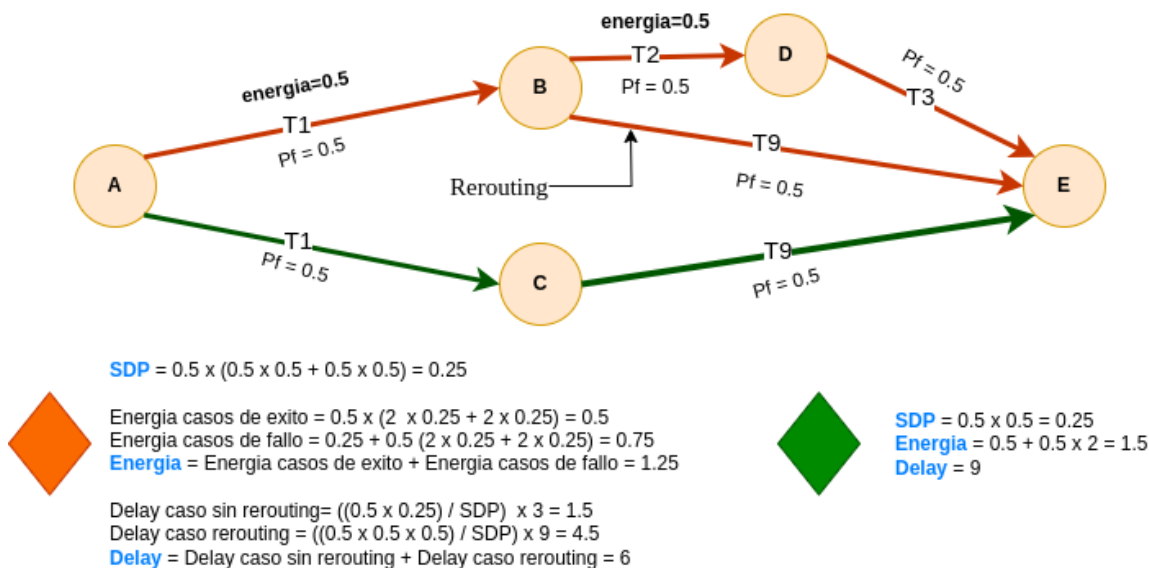 energia=0.5
D
energia=0.5
T2
Pf = 0.5
Pf = 0.5
T3
B
T1
Pf = 0.5
T9
Pf = 0.5
Rerouting
A
E
T1
Pf = 0.5
C
T9
Pf = 0.5
SDP = 0.5 x (0.5 x 0.5 + 0.5 x 0.5) = 0.25
Energia casos de exito = 0.5 x (2 x 0.25 + 2 x 0.25) = 0.5
Energia casos de fallo = 0.25 + 0.5 (2 x 0.25 + 2 x 0.25) = 0.75
Energia = Energia casos de exito + Energia casos de fallo = 1.25
Delay caso sin rerouting= ((0.5 x 0.25) / SDP) x 3 = 1.5
Delay caso rerouting = ((0.5 x 0.5 x 0.5) / SDP) x 9 = 4.5
Delay = Delay caso sin rerouting + Delay caso rerouting = 6
SDP = 0.5 x 0.5 = 0.25
Energia = 0.5 + 0.5 x 2 = 1.5
Delay = 9